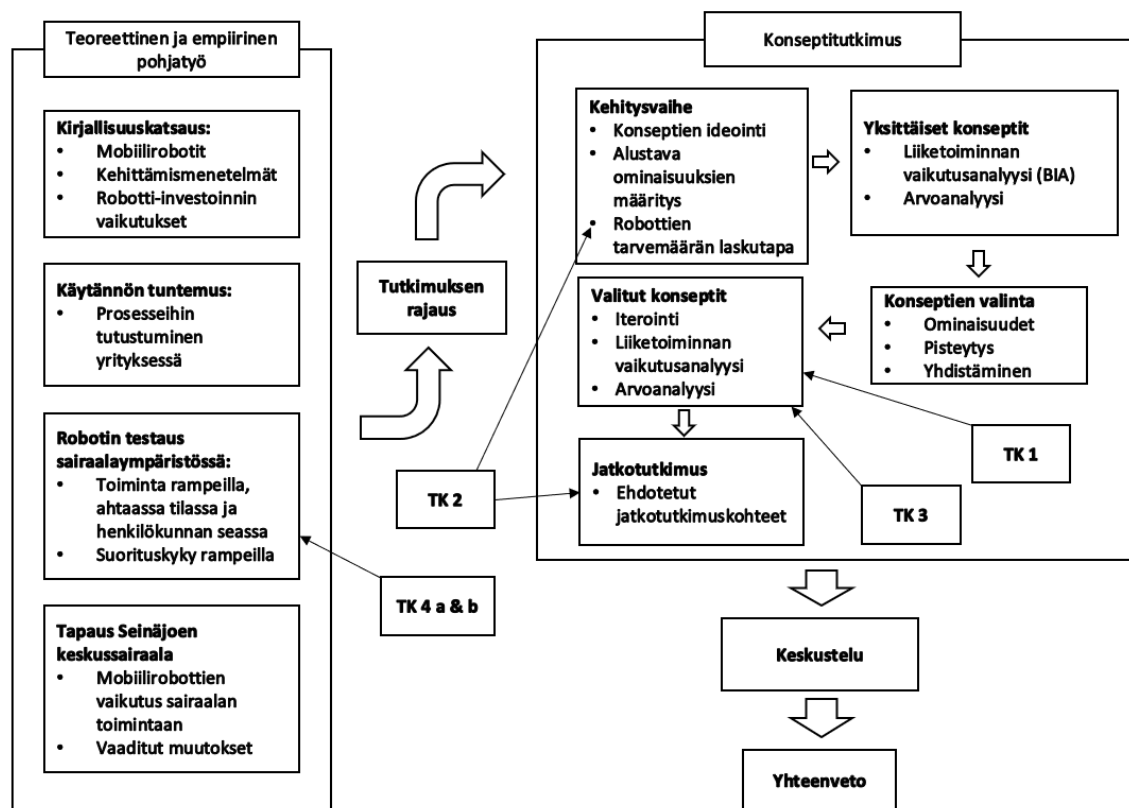 Teoreettinen ja empiirinen
pohjatyö
Kirjallisuuskatsaus:
• Mobiilirobotit
• Kehittämismenetelmät
• Robotti-investoinnin
vaikutukset
Käytännön tuntemus:
• Prosesseihin
tutustuminen
yrityksessä
Robotin testaus
sairaalaympäristössä:
• Toiminta rampeilla,
ahtaassa tilassa ja
henkilökunnan seassa
• Suorituskyky rampeilla
Tapaus Seinäjoen
keskussairaala
• Mobiilirobottien
vaikutus sairaalan
toimintaan
• Vaaditut muutokset
Tutkimuksen
rajaus
TK 2
TK 4 a & b
Konseptitutkimus
Kehitysvaihe
• Konseptien ideointi
• Alustava
ominaisuuksien
määritys
• Robottien
tarvemäärän laskutapa
Yksittäiset konseptit
• Liiketoiminnan
vaikutusanalyysi (BIA)
• Arvoanalyysi
Konseptien valinta
• Ominaisuudet
• Pisteytys
• Yhdistäminen
Valitut konseptit
• Iterointi
• Liiketoiminnan
vaikutusanalyysi
• Arvoanalyysi
Jatkotutkimus
• Ehdotetut
jatkotutkimuskohteet
TK 1
TK 3
Keskustelu
Yhteenveto